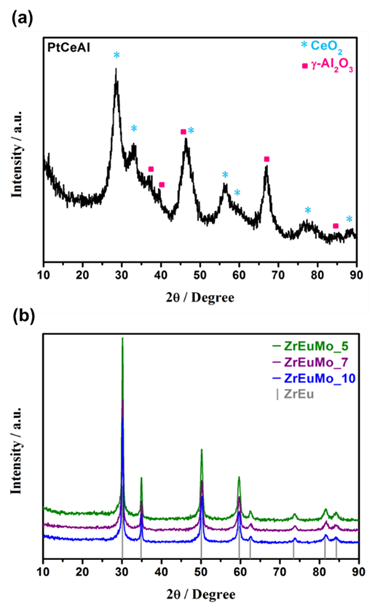 (a)
PtCeAl
* CeO₂
■ γ-Al₂O₃
Intensity / a.u.
10 20 30 40 50 60 70 80 90
2θ / Degree
(b)
ZrEuMo_5
ZrEuMo_7
ZrEuMo_10
ZrEu
Intensity / a.u.
10 20 30 40 50 60 70 80 90
2θ / Degree